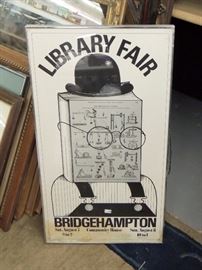 LIBRARY FAIR
BRIDGEHAMPTON
Sat. August 7 Community House Sun. August 8